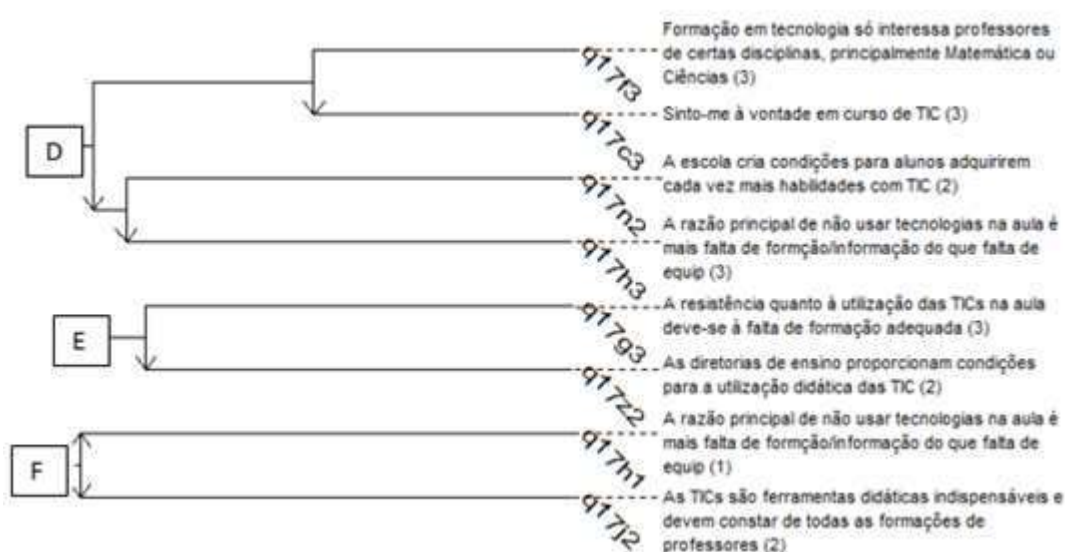 Formação em tecnologia só interessa professores
de certas disciplinas, principalmente Matemática ou
Ciências (3)
q17f3
Sinto-me à vontade em curso de TIC (3)
q17c3
D
A escola cria condições para alunos adquirirem
cada vez mais habilidades com TIC (2)
q17n2
A razão principal de não usar tecnologias na aula é
mais falta de formção/informação do que falta de
equip (3)
q17h3
A resistência quanto à utilização das TICs na aula
deve-se à falta de formação adequada (3)
q17g3
E
As diretorias de ensino proporcionam condições
para a utilização didática das TIC (2)
q17z2
A razão principal de não usar tecnologias na aula é
mais falta de formção/informação do que falta de
equip (1)
q17h1
F
As TICs são ferramentas didáticas indispensáveis e
devem constar de todas as formações de
professores (2)
q17j2